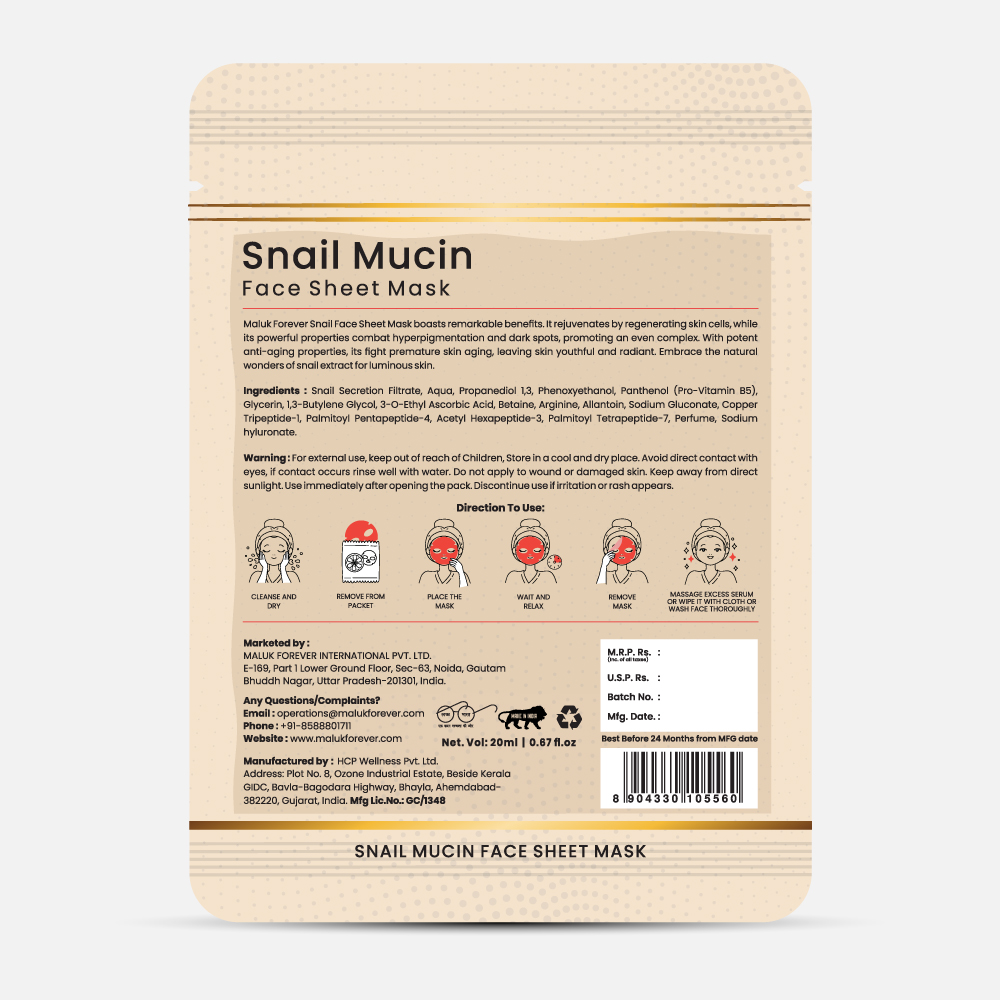 Snail Mucin
Face Sheet Mask
Maluk Forever Snail Face Sheet Mask boasts remarkable benefits. It rejuvenates by regenerating skin cells, while
its powerful properties combat hyperpigmentation and dark spots, promoting an even complex. With potent
anti-aging properties, its fight premature skin aging, leaving skin youthful and radiant. Embrace the natural
wonders of snail extract for luminous skin.
Ingredients : Snail Secretion Filtrate, Aqua, Propanediol 1,3, Phenoxyethanol, Panthenol (Pro-Vitamin B5),
Glycerin, 1,3-Butylene Glycol, 3-O-Ethyl Ascorbic Acid, Betaine, Arginine, Allantoin, Sodium Gluconate, Copper
Tripeptide-1, Palmitoyl Pentapeptide-4, Acetyl Hexapeptide-3, Palmitoyl Tetrapeptide-7, Perfume, Sodium
hyluronate.
Warning : For external use, keep out of reach of Children, Store in a cool and dry place. Avoid direct contact with
eyes, if contact occurs rinse well with water. Do not apply to wound or damaged skin. Keep away from direct
sunlight. Use immediately after opening the pack. Discontinue use if irritation or rash appears.
Direction To Use:
CLEANSE AND
DRY
REMOVE FROM
PACKET
PLACE THE
MASK
WAIT AND
RELAX
REMOVE
MASK
MASSAGE EXCESS SERUM
OR WIPE IT WITH CLOTH OR
WASH FACE THOROUGHLY
Marketed by :
MALUK FOREVER INTERNATIONAL PVT. LTD.
E-169, Part 1 Lower Ground Floor, Sec-63, Noida, Gautam
Bhuddh Nagar, Uttar Pradesh-201301, India.
Any Questions/Complaints?
Email : operations@malukforever.com
Phone : +91-8588801711
Website : www.malukforever.com
MADE IN INDIA
Net. Vol: 20ml | 0.67 fl.oz
Manufactured by : HCP Wellness Pvt. Ltd.
Address: Plot No. 8, Ozone Industrial Estate, Beside Kerala
GIDC, Bavla-Bagodara Highway, Bhayla, Ahemdabad-
382220, Gujarat, India. Mfg Lic.No.: GC/1348
M.R.P. Rs. :
(Inc. of all taxes)
U.S.P. Rs. :
Batch No. :
Mfg. Date. :
Best Before 24 Months from MFG date
8 904330 105560
SNAIL MUCIN FACE SHEET MASK